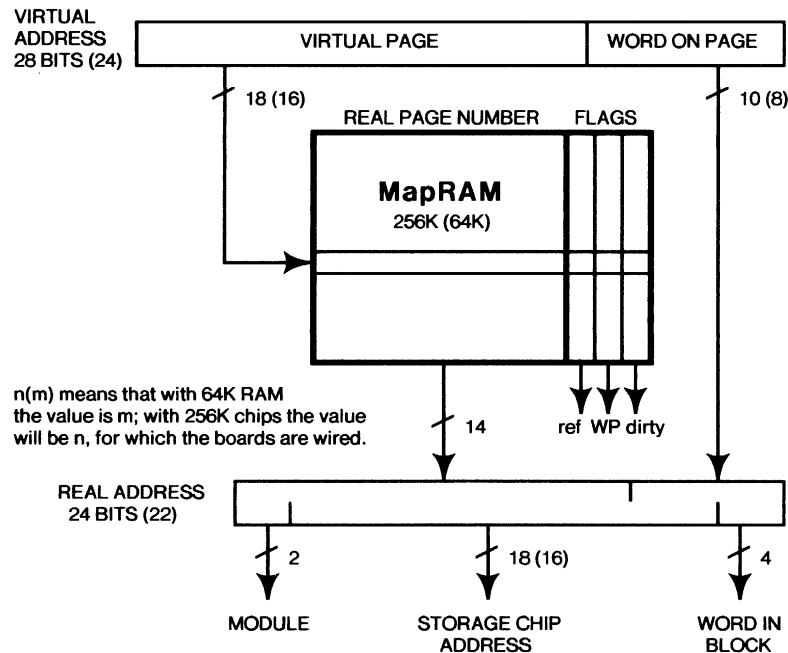 VIRTUAL
ADDRESS
28 BITS (24)
VIRTUAL PAGE
WORD ON PAGE
18 (16)
10 (8)
REAL PAGE NUMBER
FLAGS
MapRAM
256K (64K)
n(m) means that with 64K RAM
the value is m; with 256K chips the value
will be n, for which the boards are wired.
14
ref WP dirty
REAL ADDRESS
24 BITS (22)
2
18 (16)
4
MODULE
STORAGE CHIP
ADDRESS
WORD IN
BLOCK